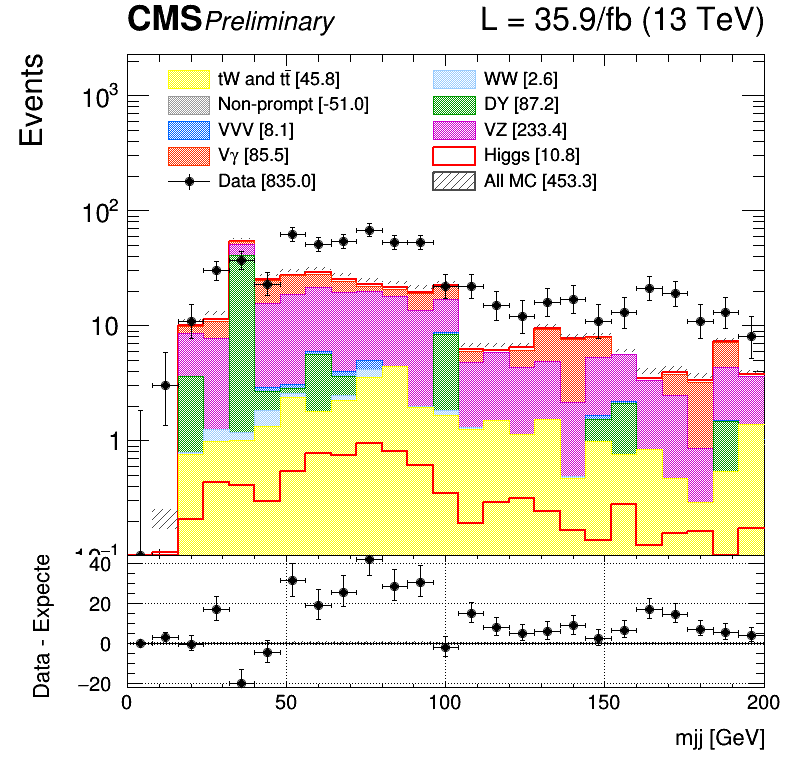 CMS Preliminary L = 35.9/fb (13 TeV)
Events
tW and tt̄ [45.8] WW [2.6]
Non-prompt [-51.0] DY [87.2]
VVV [8.1] VZ [233.4]
Vγ [85.5] Higgs [10.8]
Data [835.0] All MC [453.3]
10³
10²
10
1
Data - Expecte
40
20
0
−20
0 50 100 150 200
mjj [GeV]